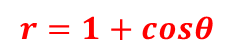 r = 1 + cosθ